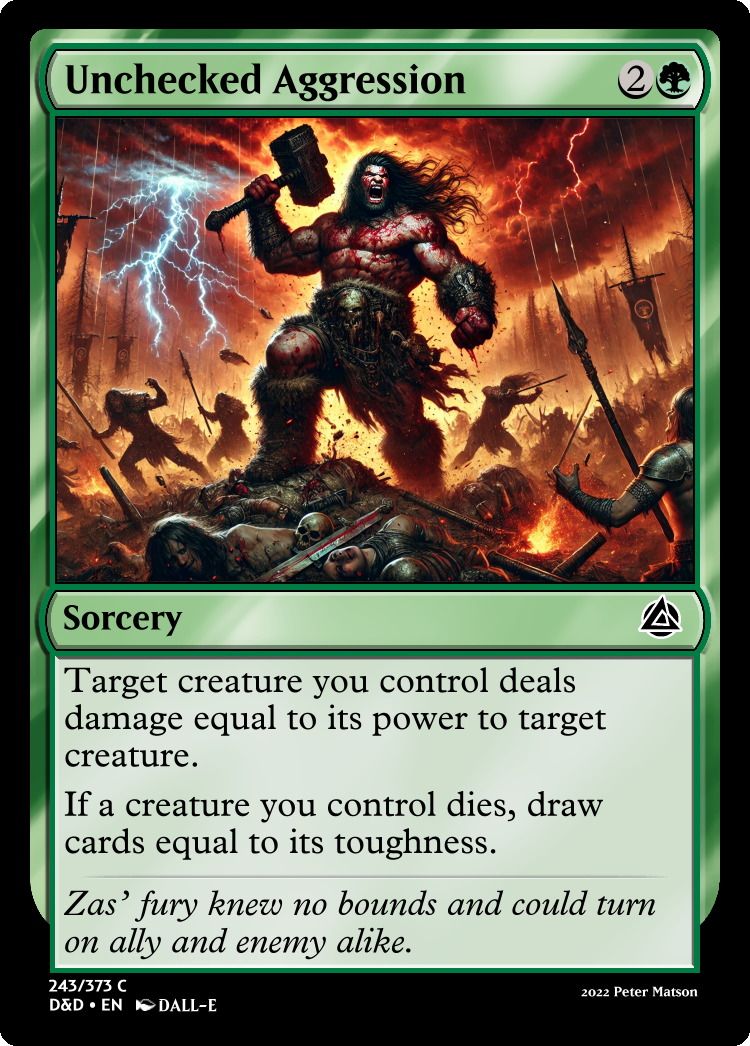 Unchecked Aggression 2
Sorcery
Target creature you control deals
damage equal to its power to target
creature.
If a creature you control dies, draw
cards equal to its toughness.
Zas’ fury knew no bounds and could turn
on ally and enemy alike.
243/373 C
D&D • EN DALL-E
2022 Peter Matson